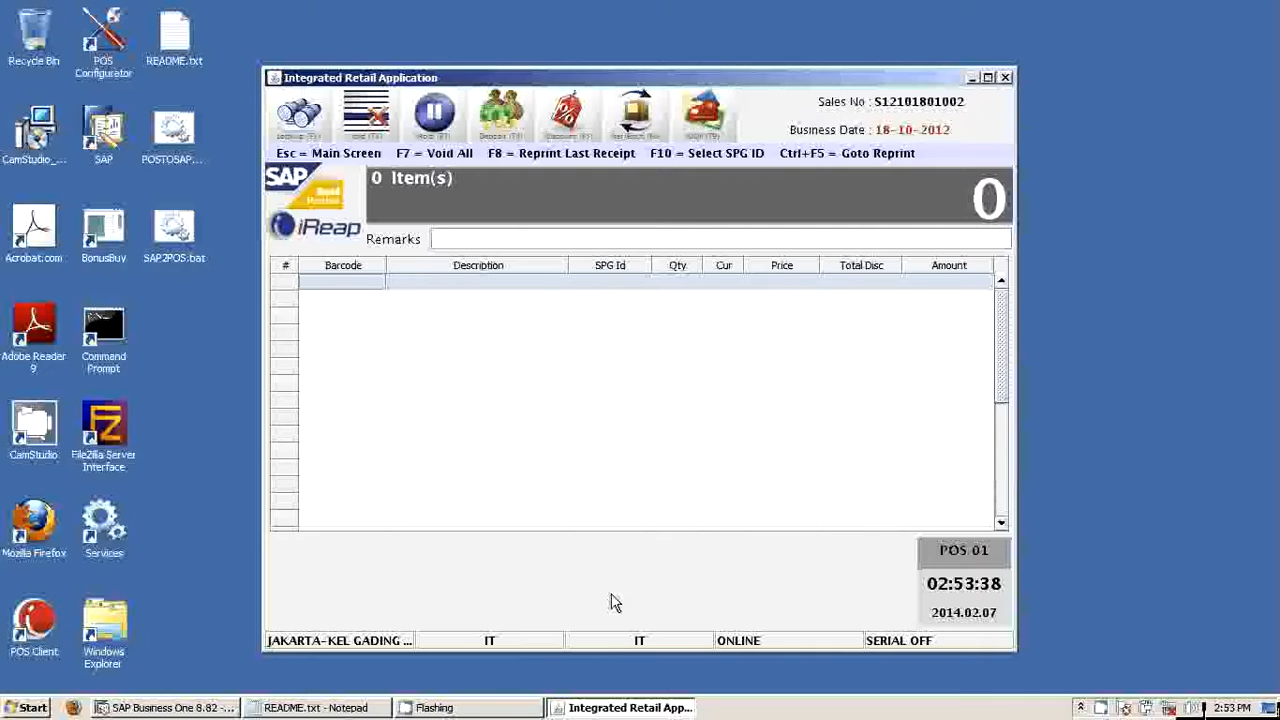 Recycle Bin
POS
Configurator
README.txt
CamStudio_...
SAP
POSTOSAP...
Acrobat.com
BonusBuy
SAP2POS.bat
Adobe Reader
9
Command
Prompt
CamStudio
FileZilla Server
Interface
Mozilla Firefox
Services
POS Client
Windows
Explorer
Integrated Retail Application
Sales No : S12101801002
Business Date : 18-10-2012
Esc = Main Screen F7 = Void All F8 = Reprint Last Receipt F10 = Select SPG ID Ctrl+F5 = Goto Reprint
SAP
iReap
0 Item(s)
0
Remarks
# Barcode Description SPG Id Qty Cur Price Total Disc Amount
POS 01
02:53:38
2014.02.07
JAKARTA-KEL GADING ... IT IT ONLINE SERIAL OFF
Start SAP Business One 8.82 -... README.txt - Notepad Flashing Integrated Retail App... 2:53 PM